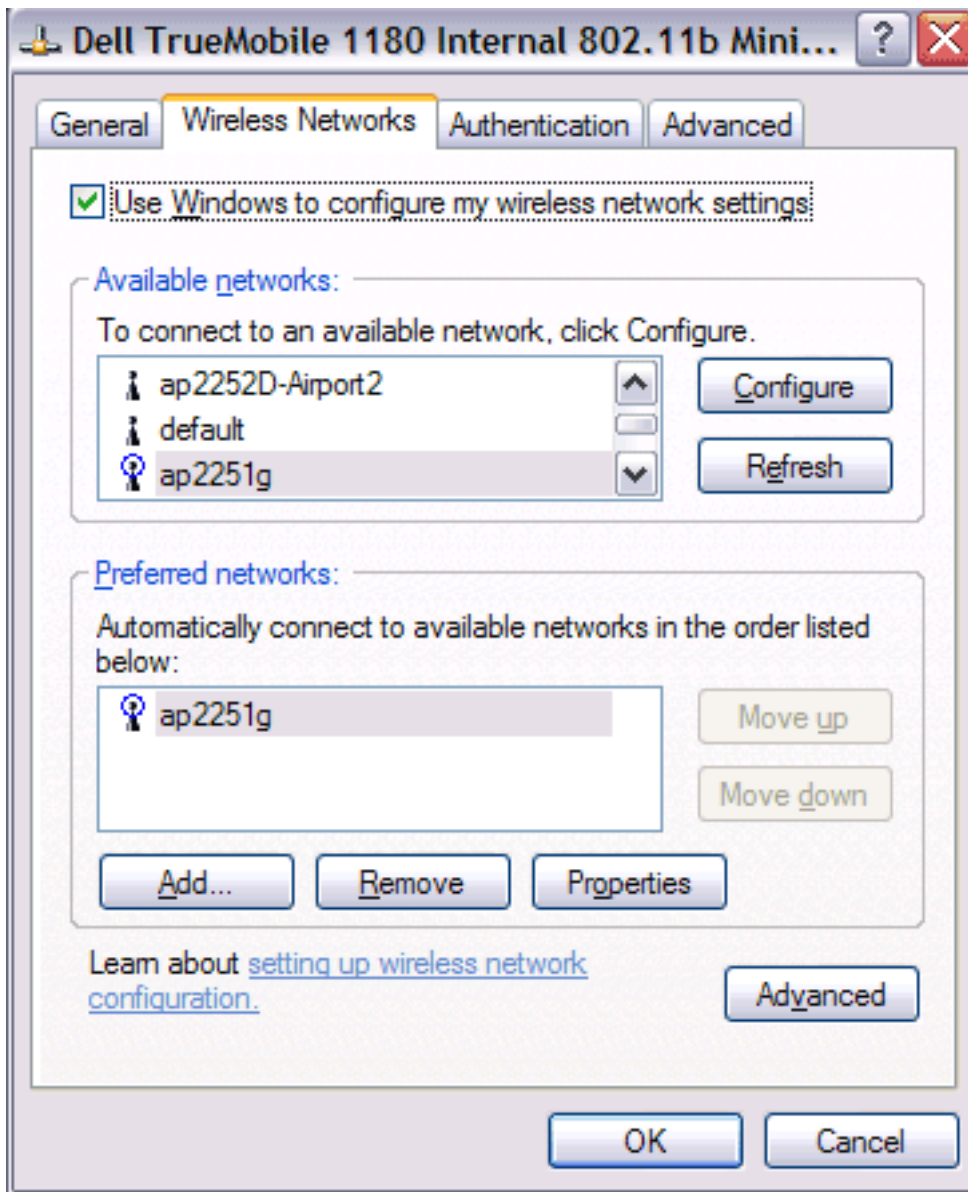 Dell TrueMobile 1180 Internal 802.11b Mini...
General Wireless Networks Authentication Advanced
Use Windows to configure my wireless network settings
Available networks:
To connect to an available network, click Configure.
ap2252D-Airport2
Configure
default
ap2251g
Refresh
Preferred networks:
Automatically connect to available networks in the order listed
below:
ap2251g
Move up
Move down
Add... Remove Properties
Learn about setting up wireless network
configuration.
Advanced
OK Cancel